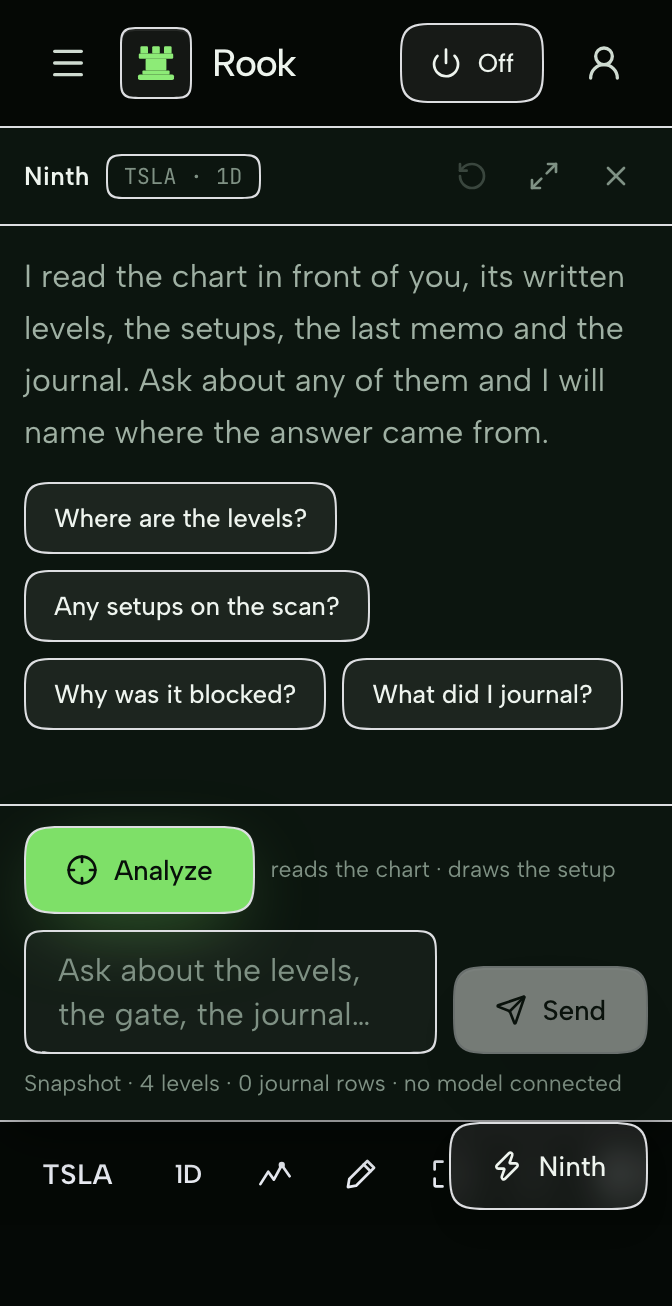 Rook
Off
Ninth
TSLA · 1D
I read the chart in front of you, its written
levels, the setups, the last memo and the
journal. Ask about any of them and I will
name where the answer came from.
Where are the levels?
Any setups on the scan?
Why was it blocked?
What did I journal?
Analyze
reads the chart · draws the setup
Ask about the levels,
the gate, the journal…
Send
Snapshot · 4 levels · 0 journal rows · no model connected
TSLA
1D
Ninth